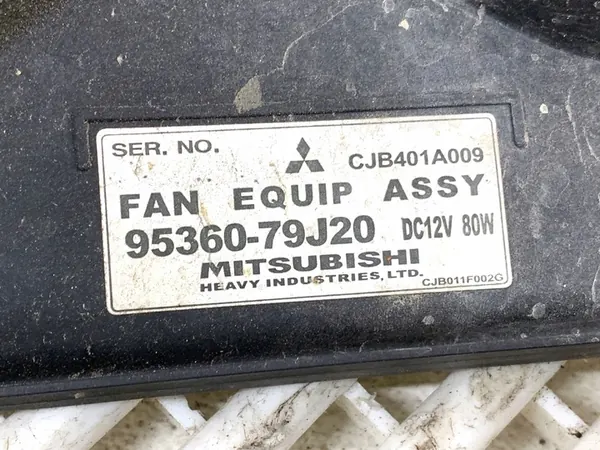 SER. NO. CJB401A009
FAN EQUIP ASSY
95360-79J20 DC12V 80W
MITSUBISHI
HEAVY INDUSTRIES, LTD. CJB011F002G